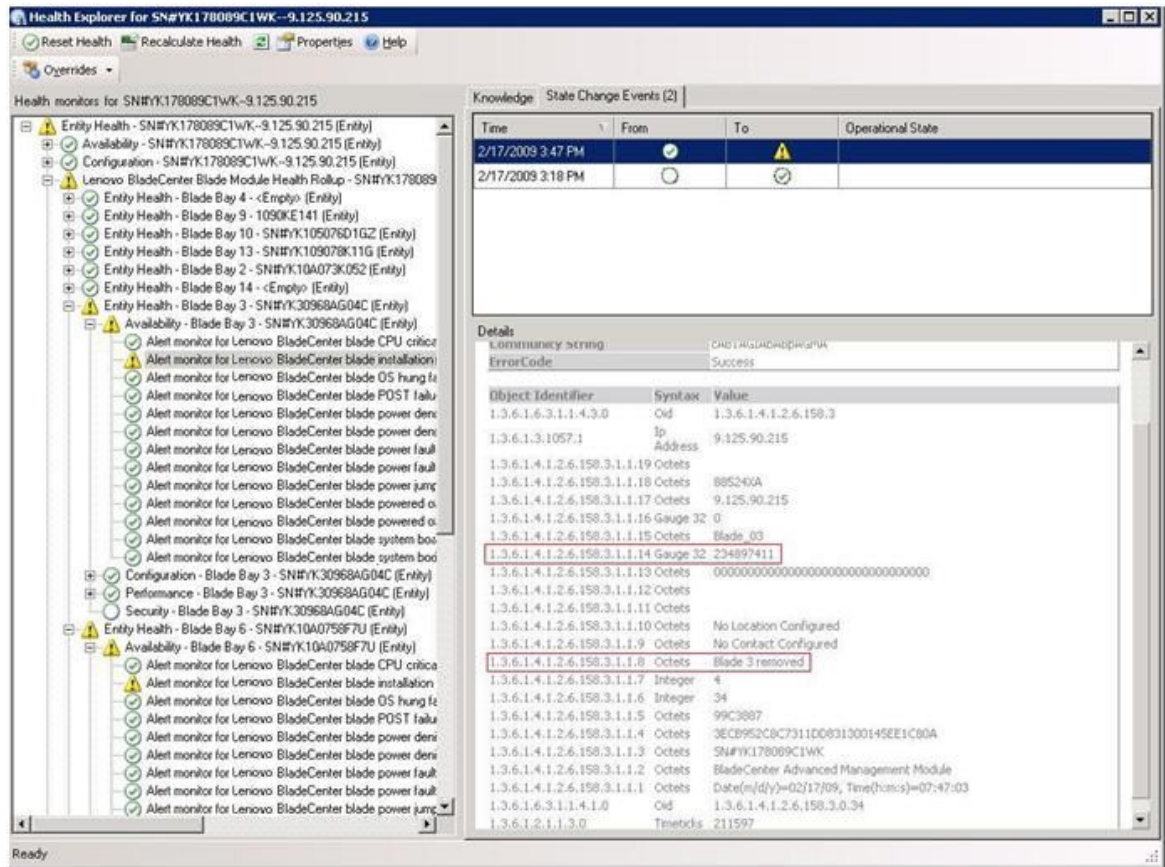 Health Explorer for SN#YK178089C1WK--9.125.90.215
Reset Health Recalculate Health Properties Help
Overrides
Health monitors for SN#YK178089C1WK--9.125.90.215
Entity Health - SN#YK178089C1WK--9.125.90.215 (Entity)
Availability - SN#YK178089C1WK--9.125.90.215 (Entity)
Configuration - SN#YK178089C1WK--9.125.90.215 (Entity)
Lenovo BladeCenter Blade Module Health Rollup - SN#YK178089
Entity Health - Blade Bay 4 - <Empty> (Entity)
Entity Health - Blade Bay 9 - 1090KE141 (Entity)
Entity Health - Blade Bay 10 - SN#YK105076D1GZ (Entity)
Entity Health - Blade Bay 13 - SN#YK109078K11G (Entity)
Entity Health - Blade Bay 2 - SN#YK10A073K052 (Entity)
Entity Health - Blade Bay 14 - <Empty> (Entity)
Entity Health - Blade Bay 3 - SN#YK30968AG04C (Entity)
Availability - Blade Bay 3 - SN#YK30968AG04C (Entity)
Alert monitor for Lenovo BladeCenter blade CPU critica
Alert monitor for Lenovo BladeCenter blade installation
Alert monitor for Lenovo BladeCenter blade OS hung fa
Alert monitor for Lenovo BladeCenter blade POST failu
Alert monitor for Lenovo BladeCenter blade power deni
Alert monitor for Lenovo BladeCenter blade power deni
Alert monitor for Lenovo BladeCenter blade power fault
Alert monitor for Lenovo BladeCenter blade power fault
Alert monitor for Lenovo BladeCenter blade power jump
Alert monitor for Lenovo BladeCenter blade powered o
Alert monitor for Lenovo BladeCenter blade powered o
Alert monitor for Lenovo BladeCenter blade system boa
Alert monitor for Lenovo BladeCenter blade system boo
Configuration - Blade Bay 3 - SN#YK30968AG04C (Entity)
Performance - Blade Bay 3 - SN#YK30968AG04C (Entity)
Security - Blade Bay 3 - SN#YK30968AG04C (Entity)
Entity Health - Blade Bay 6 - SN#YK10A0758F7U (Entity)
Availability - Blade Bay 6 - SN#YK10A0758F7U (Entity)
Alert monitor for Lenovo BladeCenter blade CPU critica
Alert monitor for Lenovo BladeCenter blade installation
Alert monitor for Lenovo BladeCenter blade OS hung fa
Alert monitor for Lenovo BladeCenter blade POST failu
Alert monitor for Lenovo BladeCenter blade power deni
Alert monitor for Lenovo BladeCenter blade power deni
Alert monitor for Lenovo BladeCenter blade power fault
Alert monitor for Lenovo BladeCenter blade power fault
Alert monitor for Lenovo BladeCenter blade power jump
Knowledge State Change Events (2)
Time From To Operational State
2/17/2009 3:47 PM
2/17/2009 3:18 PM
Details
Community String
ErrorCode Success
Object Identifier Syntax Value
1.3.6.1.6.3.1.1.4.3.0 Oid 1.3.6.1.4.1.2.6.158.3
1.3.6.1.3.1057.1 Ip Address 9.125.90.215
1.3.6.1.4.1.2.6.158.3.1.1.19 Octets
1.3.6.1.4.1.2.6.158.3.1.1.18 Octets 88524XA
1.3.6.1.4.1.2.6.158.3.1.1.17 Octets 9.125.90.215
1.3.6.1.4.1.2.6.158.3.1.1.16 Gauge 32 0
1.3.6.1.4.1.2.6.158.3.1.1.15 Octets Blade_03
1.3.6.1.4.1.2.6.158.3.1.1.14 Gauge 32 234897411
1.3.6.1.4.1.2.6.158.3.1.1.13 Octets 00000000000000000000000000000000
1.3.6.1.4.1.2.6.158.3.1.1.12 Octets
1.3.6.1.4.1.2.6.158.3.1.1.11 Octets
1.3.6.1.4.1.2.6.158.3.1.1.10 Octets No Location Configured
1.3.6.1.4.1.2.6.158.3.1.1.9 Octets No Contact Configured
1.3.6.1.4.1.2.6.158.3.1.1.8 Octets Blade 3 removed
1.3.6.1.4.1.2.6.158.3.1.1.7 Integer 4
1.3.6.1.4.1.2.6.158.3.1.1.6 Integer 34
1.3.6.1.4.1.2.6.158.3.1.1.5 Octets 99C3887
1.3.6.1.4.1.2.6.158.3.1.1.4 Octets 3ECB952C8C7311DD831300145EE1C80A
1.3.6.1.4.1.2.6.158.3.1.1.3 Octets SN#YK178089C1WK
1.3.6.1.4.1.2.6.158.3.1.1.2 Octets BladeCenter Advanced Management Module
1.3.6.1.4.1.2.6.158.3.1.1.1 Octets Date(m/d/y)=02/17/09, Time(h:m:s)=07:47:03
1.3.6.1.6.3.1.1.4.1.0 Oid 1.3.6.1.4.1.2.6.158.3.0.34
1.3.6.1.2.1.1.3.0 Timeticks 211597
Ready